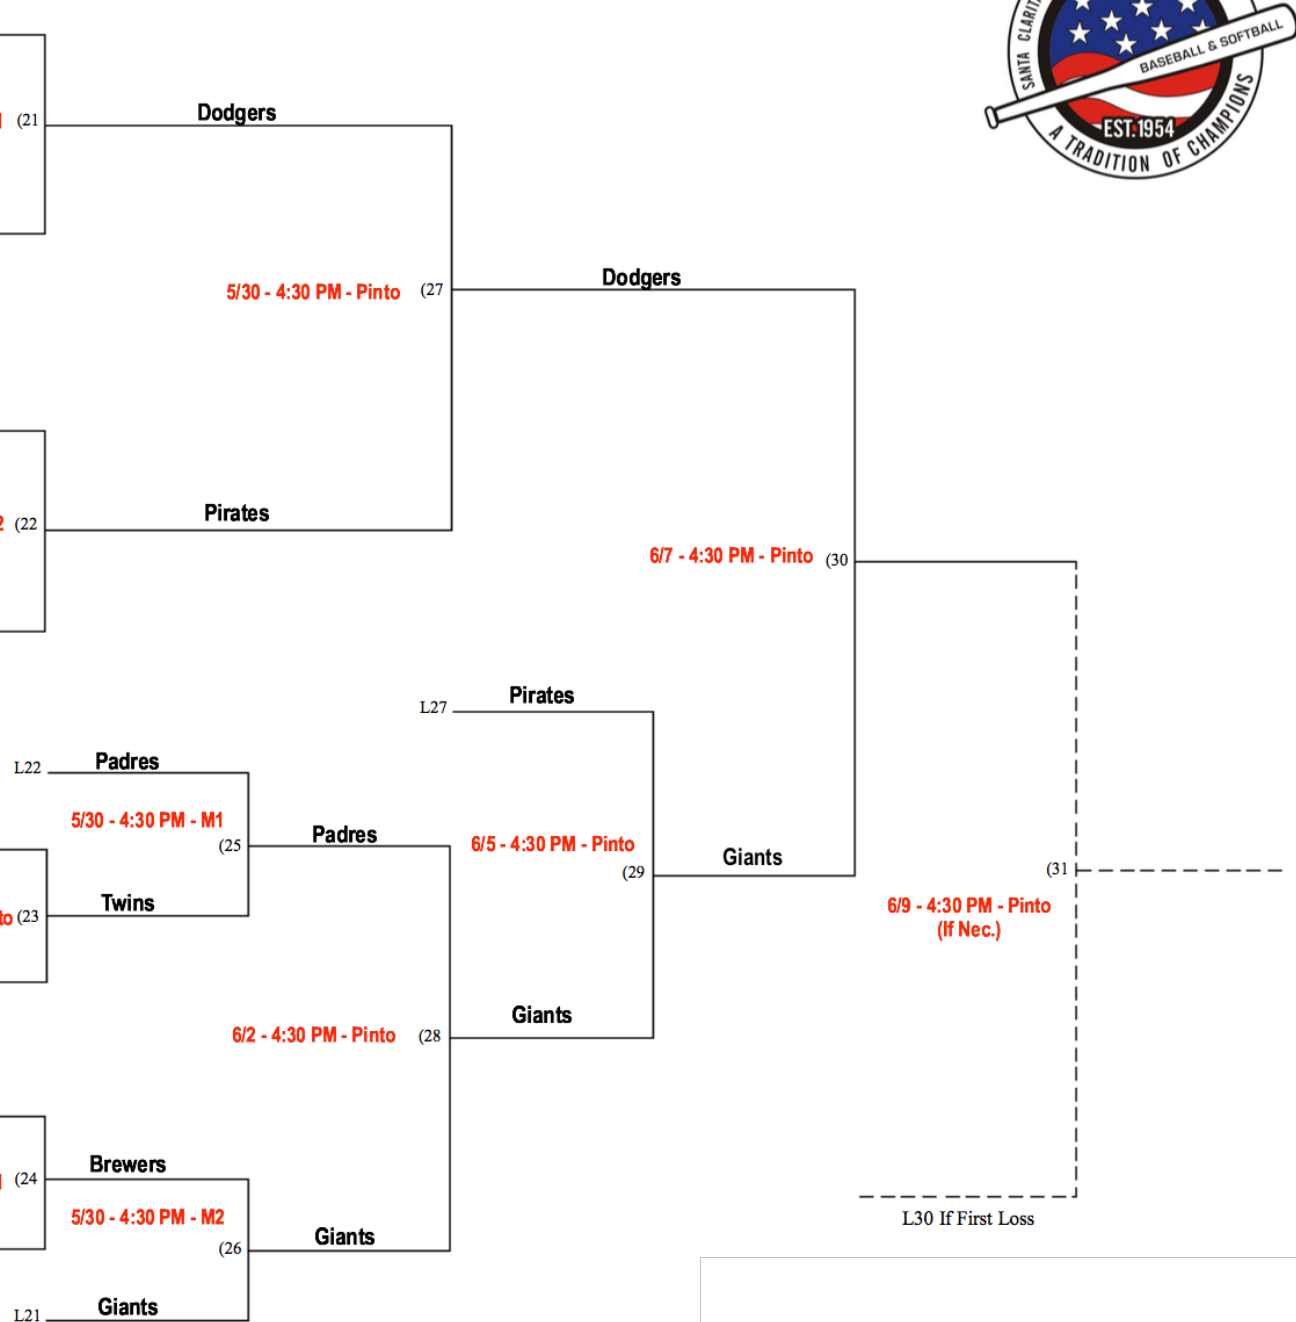 SANTA CLARITA
BASEBALL & SOFTBALL
EST. 1954
A TRADITION OF CHAMPIONS
Dodgers
(21
5/30 - 4:30 PM - Pinto (27
Dodgers
Pirates
2 (22
6/7 - 4:30 PM - Pinto (30
Pirates
L27
Padres
L22
5/30 - 4:30 PM - M1
(25
Padres
6/5 - 4:30 PM - Pinto
(29
Giants
Twins
to (23
(31
6/9 - 4:30 PM - Pinto
(If Nec.)
Giants
6/2 - 4:30 PM - Pinto (28
Brewers
(24
5/30 - 4:30 PM - M2
(26
Giants
L30 If First Loss
Giants
L21